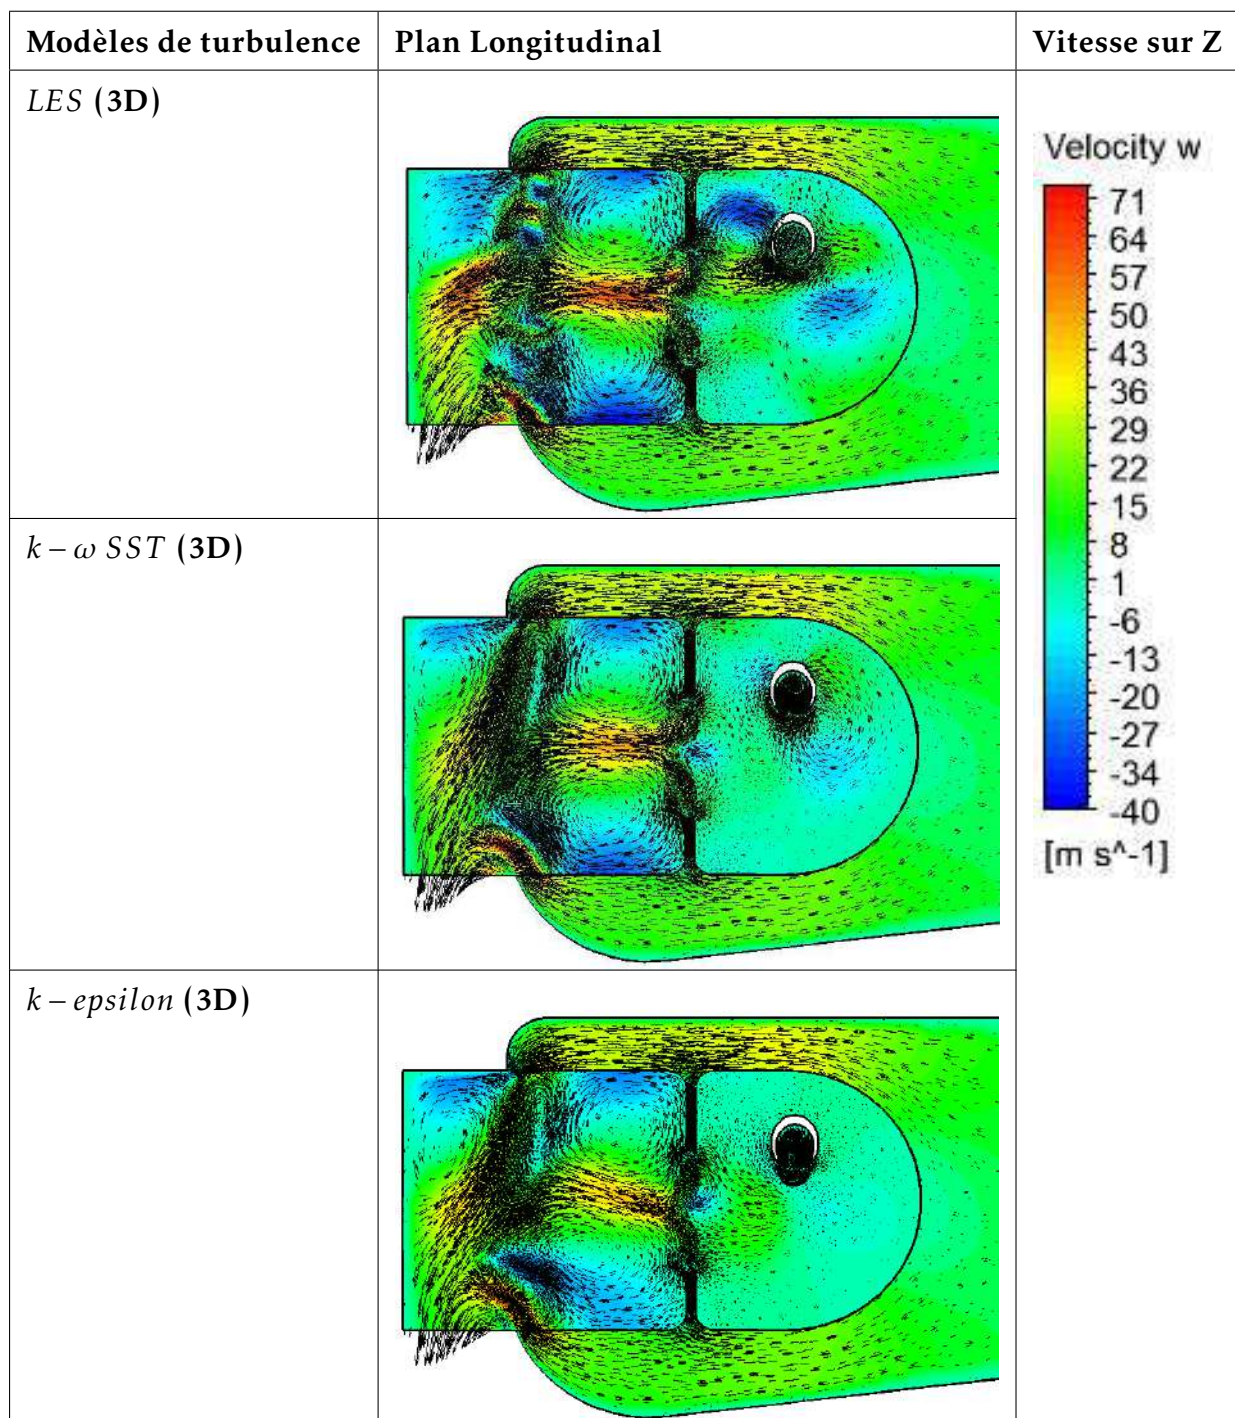 Modèles de turbulence Plan Longitudinal Vitesse sur Z
LES (3D)
Velocity w
71
64
57
50
43
36
29
22
15
8
1
-6
-13
-20
-27
-34
-40
[m s^-1]
k − ω SST (3D)
k − epsilon (3D)